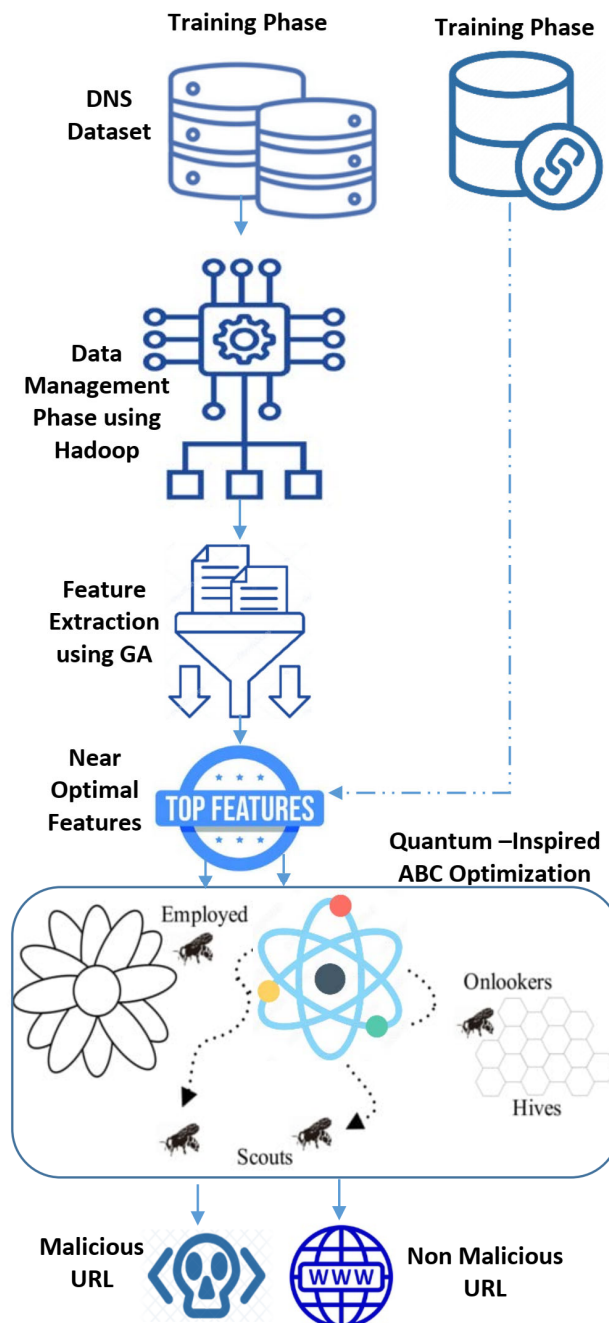 Training Phase
Training Phase
DNS
Dataset
Data
Management
Phase using
Hadoop
Feature
Extraction
using GA
Near
Optimal
Features
TOP FEATURES
Quantum –Inspired
ABC Optimization
Employed
Onlookers
Hives
Scouts
Malicious
URL
WWW
Non Malicious
URL